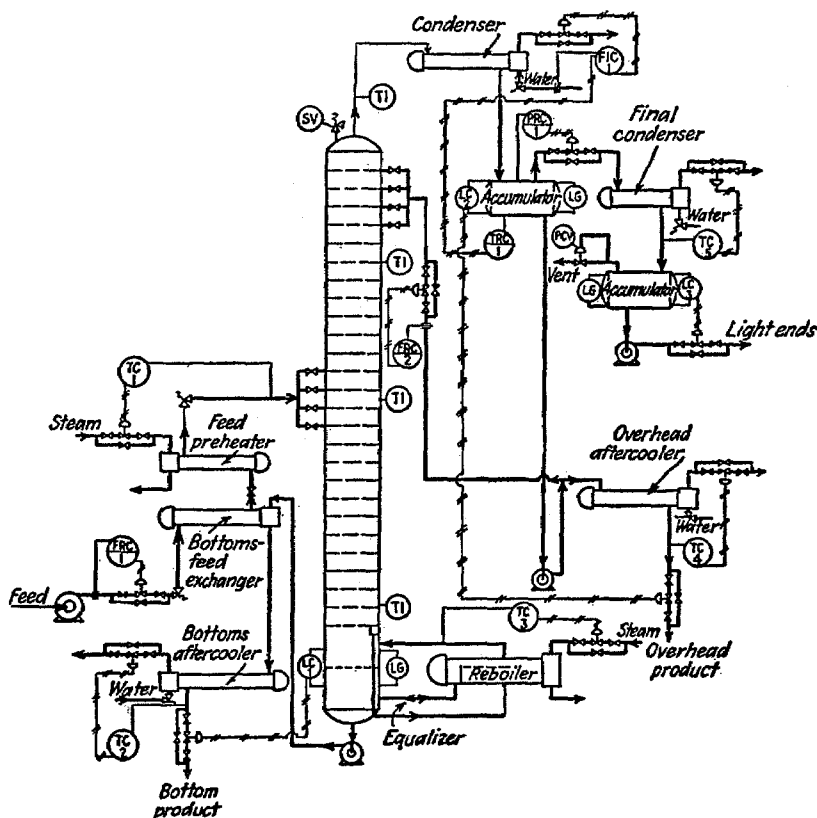 Condenser
FIC
1
Water
TI
SV
PRC
1
Final
condenser
LC
Accumulator
LG
TRC
1
Water
TC
5
PCV
Vent
TI
LG
Accumulator
LC
3
Light ends
FRC
2
TC
1
TI
Steam
Feed
preheater
Overhead
aftercooler
Bottoms-
feed exchanger
Water
TC
4
FRC
1
Feed
TI
TC
3
Steam
Overhead
product
Bottoms
aftercooler
LC
LG
Reboiler
Water
Equalizer
TC
2
Bottom
product